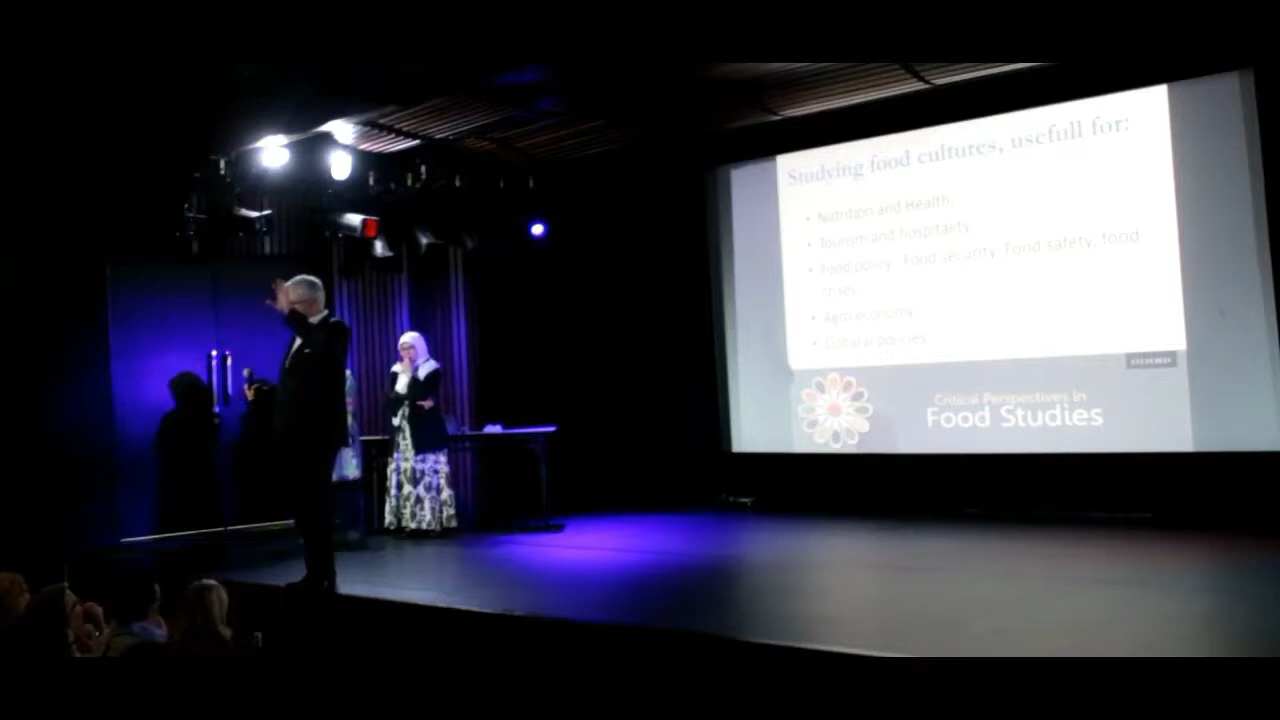 Studying food cultures, usefull for:
• Nutrition and Health.
• Tourism and hospitality.
• Food policy: Food security, Food safety, food
crises.
• Agro economy
• Cultural policies
Critical Perspectives in
Food Studies